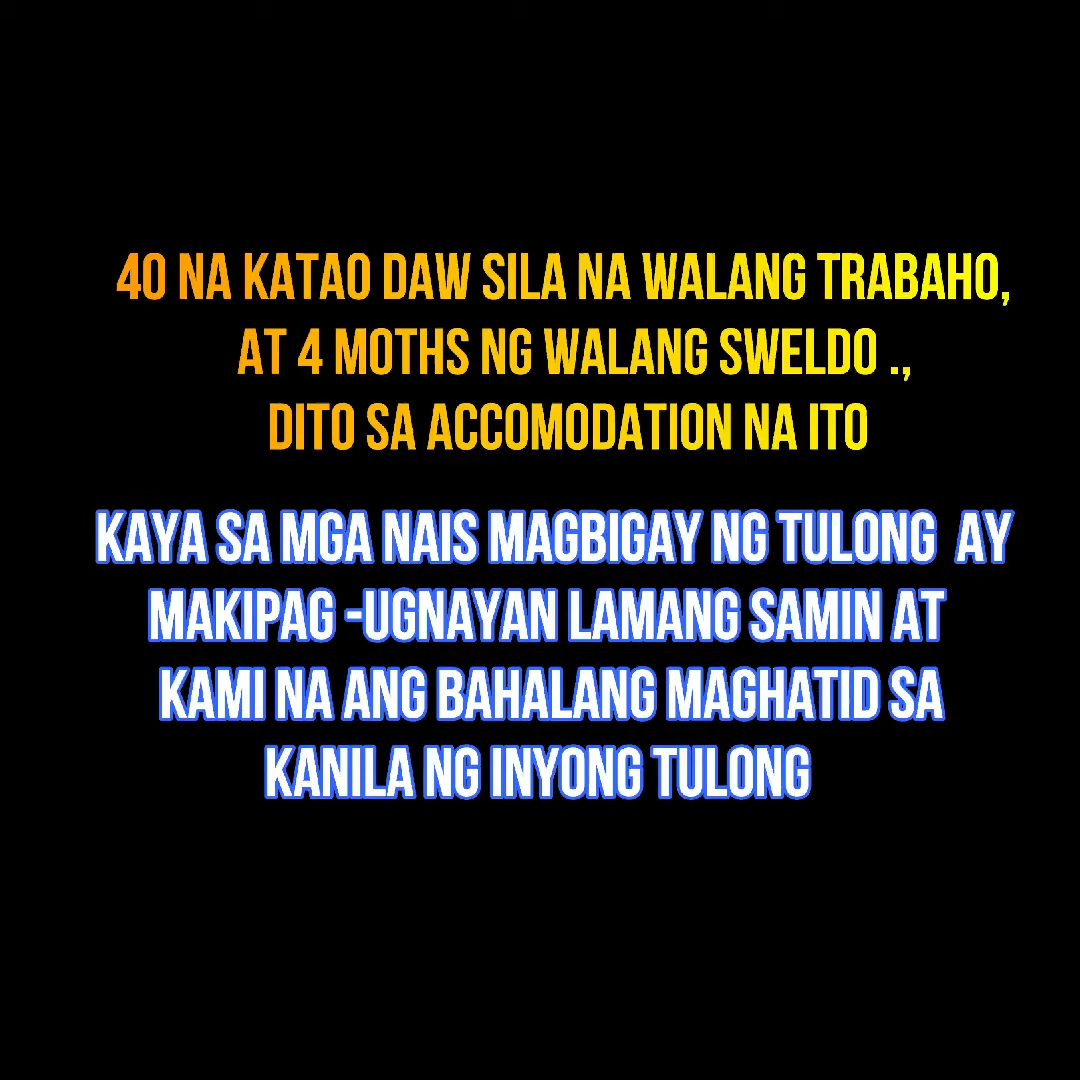 40 NA KATAO DAW SILA NA WALANG TRABAHO,
AT 4 MOTHS NG WALANG SWELDO .,
DITO SA ACCOMODATION NA ITO
KAYA SA MGA NAIS MAGBIGAY NG TULONG AY
MAKIPAG -UGNAYAN LAMANG SAMIN AT
KAMI NA ANG BAHALANG MAGHATID SA
KANILA NG INYONG TULONG